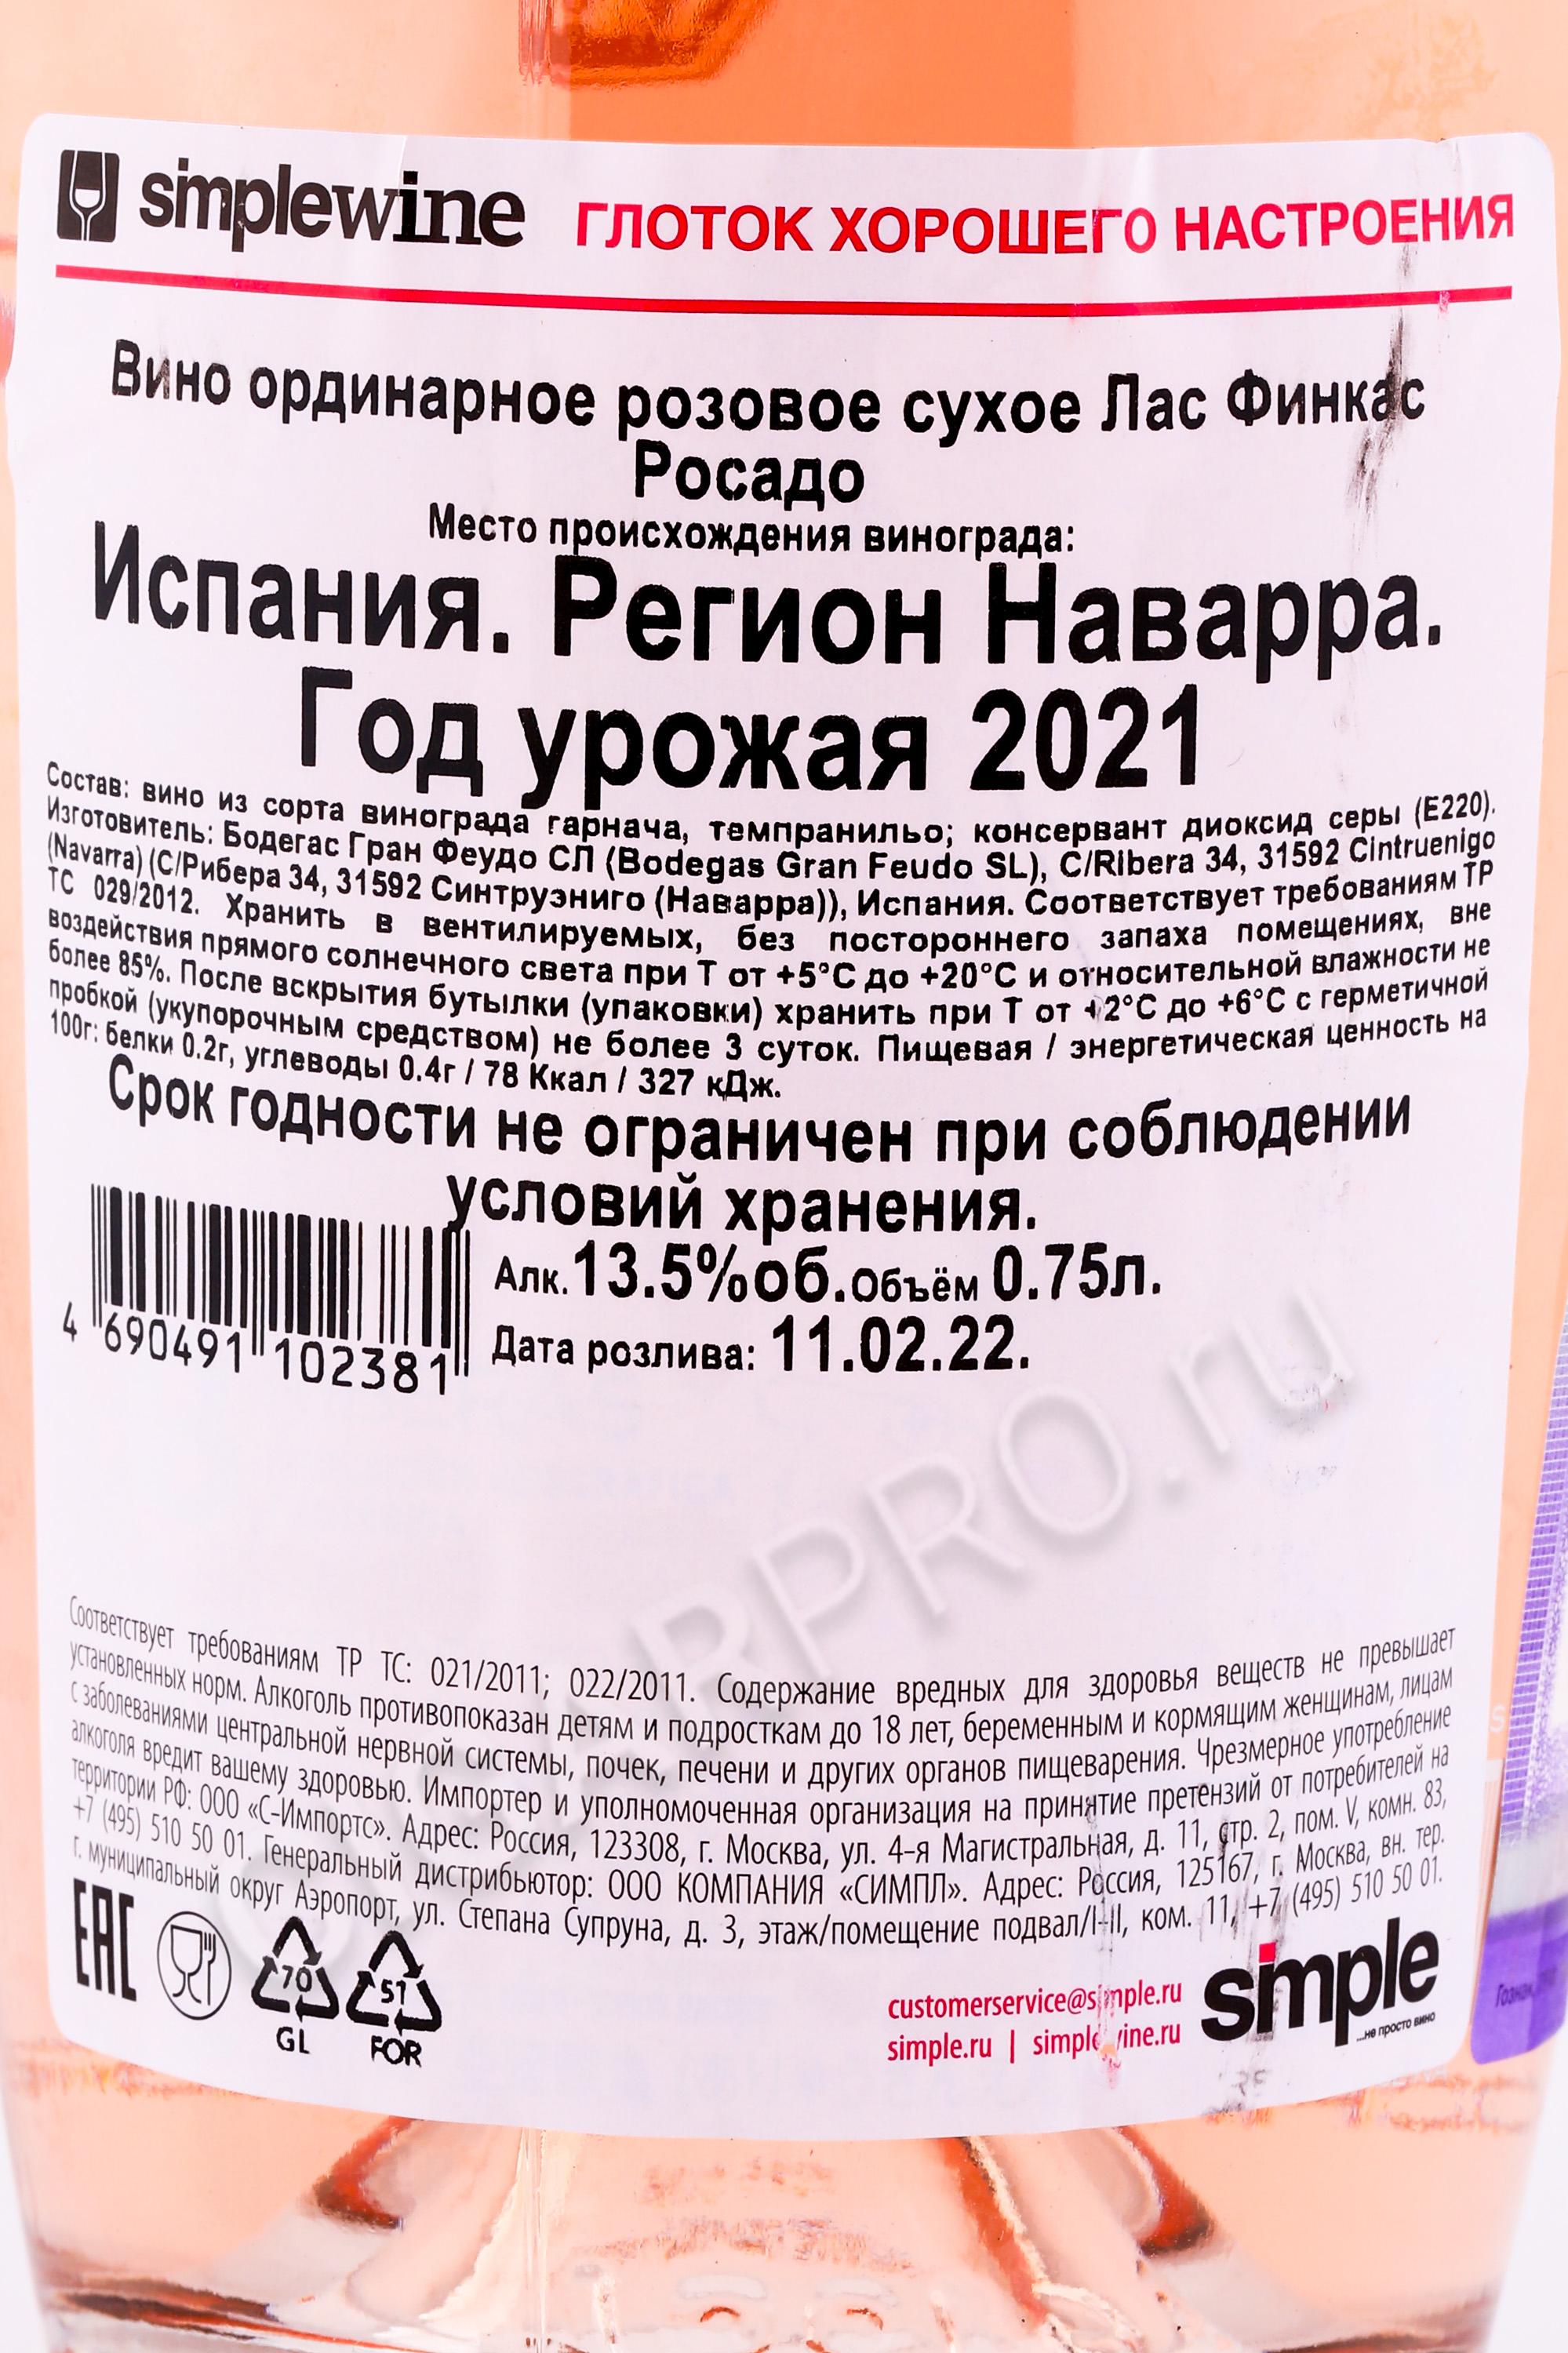 simplewine ГЛОТОК ХОРОШЕГО НАСТРОЕНИЯ
Вино ординарное розовое сухое Лас Финкас
Росадо
Место происхождения винограда:
Испания. Регион Наварра.
Год урожая 2021
Состав: вино из сорта винограда гарнача, темпранильо; консервант диоксид серы (Е220).
Изготовитель: Бодегас Гран Феудо СЛ (Bodegas Gran Feudo SL), C/Ribera 34, 31592 Cintruenigo
(Navarra) (С/Рибера 34, 31592 Синтруэниго (Наварра)), Испания. Соответствует требованиям ТР
ТС 029/2012. Хранить в вентилируемых, без постороннего запаха помещениях, вне
воздействия прямого солнечного света при Т от +5°С до +20°С и относительной влажности не
более 85%. После вскрытия бутылки (упаковки) хранить при Т от +2°С до +6°С с герметичной
пробкой (укупорочным средством) не более 3 суток. Пищевая / энергетическая ценность на
100г: белки 0.2г, углеводы 0.4г / 78 Ккал / 327 кДж.
Срок годности не ограничен при соблюдении
условий хранения.
Алк.13.5%об.Объём 0.75л.
Дата розлива: 11.02.22.
4 690491 102381
Соответствует требованиям ТР ТС: 021/2011; 022/2011. Содержание вредных для здоровья веществ не превышает
установленных норм. Алкоголь противопоказан детям и подросткам до 18 лет, беременным и кормящим женщинам, лицам
с заболеваниями центральной нервной системы, почек, печени и других органов пищеварения. Чрезмерное употребление
алкоголя вредит вашему здоровью. Импортер и уполномоченная организация на принятие претензий от потребителей на
территории РФ: ООО «С-Импортс». Адрес: Россия, 123308, г. Москва, ул. 4-я Магистральная, д. 11, стр. 2, пом. V, комн. 83,
+7 (495) 510 50 01. Генеральный дистрибьютор: ООО КОМПАНИЯ «СИМПЛ». Адрес: Россия, 125167, г. Москва, вн. тер.
г. муниципальный округ Аэропорт, ул. Степана Супруна, д. 3, этаж/помещение подвал/I-II, ком. 11, +7 (495) 510 50 01.
EAC
70
GL
51
FOR
customerservice@simple.ru
simple.ru | simplewine.ru
simple
...не просто вино